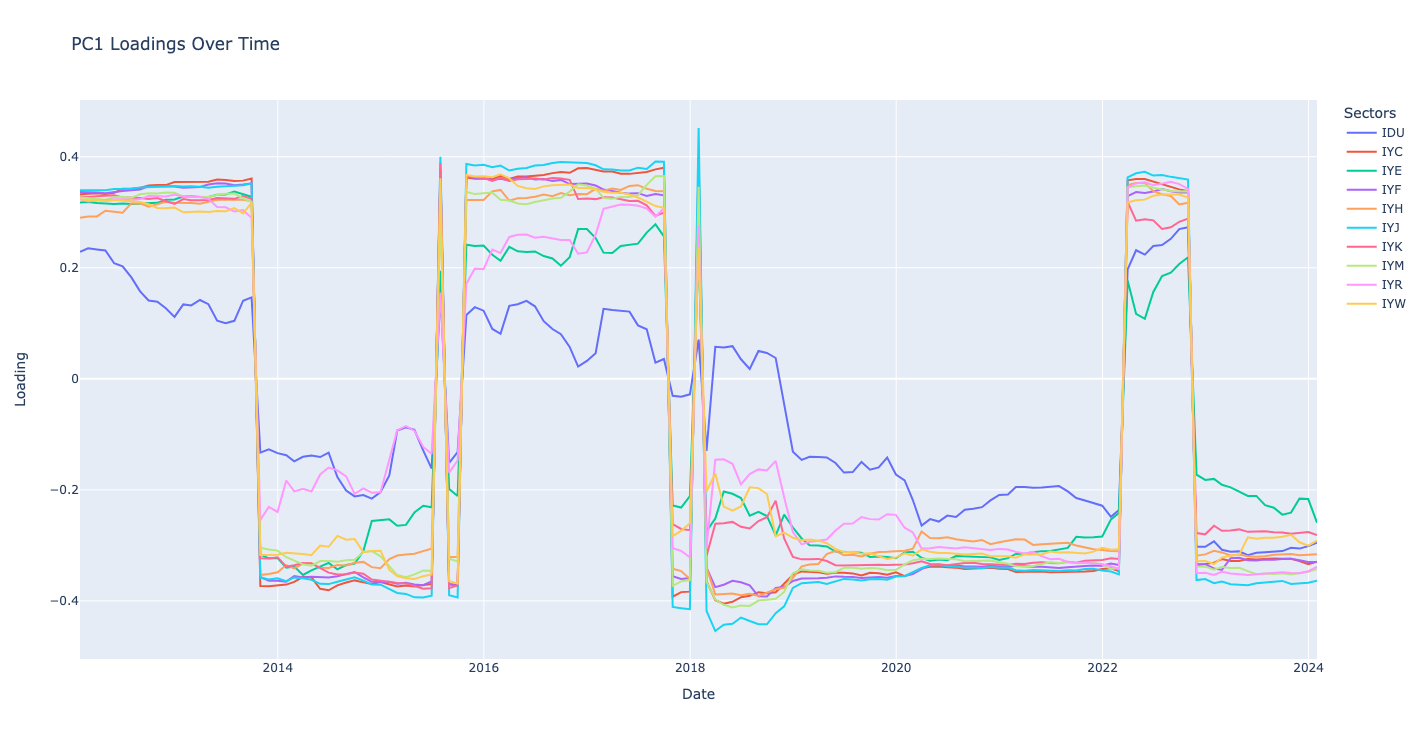 PC1 Loadings Over Time
Sectors
IDU
IYC
IYE
IYF
IYH
IYJ
IYK
IYM
IYR
IYW
0.4
0.2
0
−0.2
−0.4
Loading
2014
2016
2018
2020
2022
2024
Date